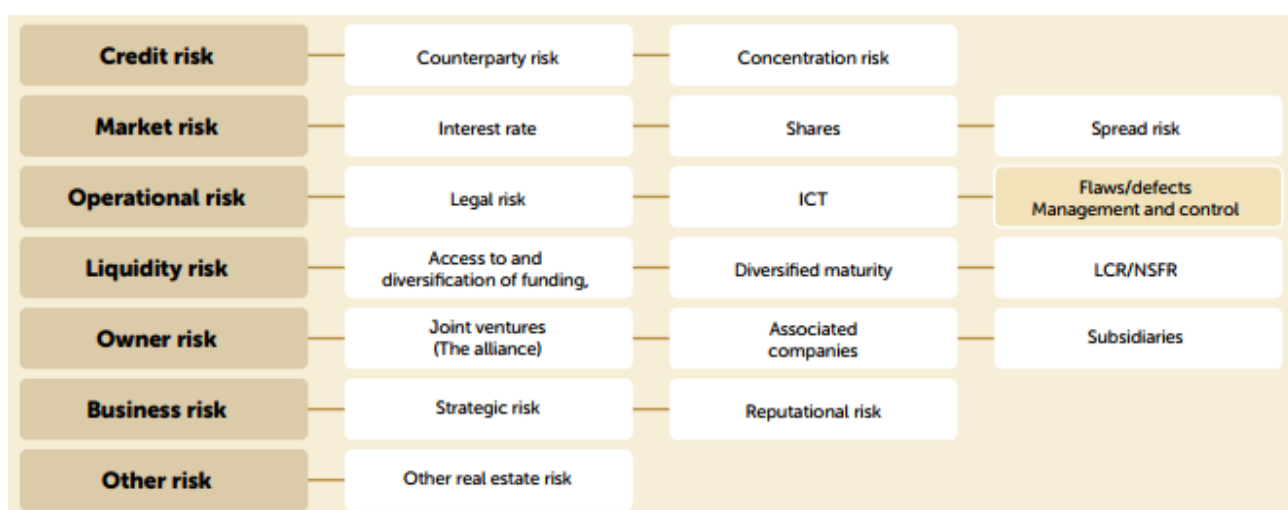 Credit risk
Counterparty risk
Concentration risk
Market risk
Interest rate
Shares
Spread risk
Operational risk
Legal risk
ICT
Flaws/defects
Management and control
Liquidity risk
Access to and
diversification of funding,
Diversified maturity
LCR/NSFR
Owner risk
Joint ventures
(The alliance)
Associated
companies
Subsidiaries
Business risk
Strategic risk
Reputational risk
Other risk
Other real estate risk